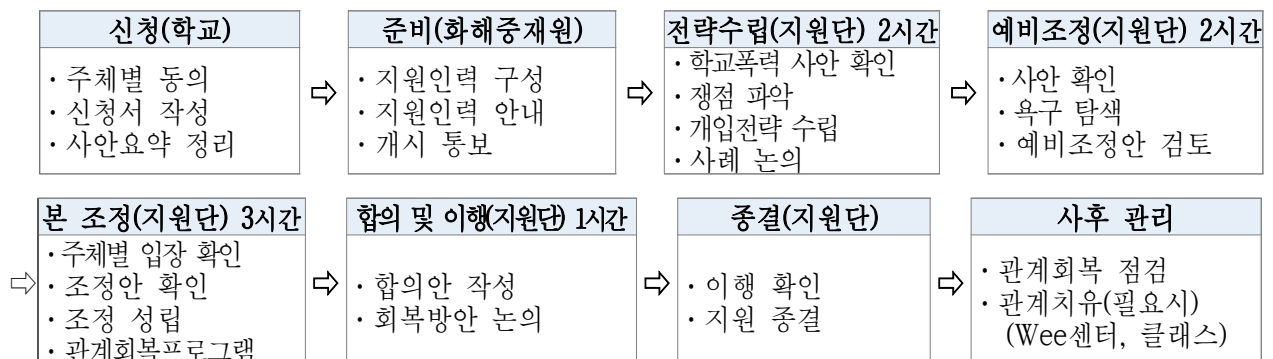 신청(학교)
· 주체별 동의
· 신청서 작성
· 사안요약 정리
⇨
준비(화해중재원)
· 지원인력 구성
· 지원인력 안내
· 개시 통보
⇨
전략수립(지원단) 2시간
· 학교폭력 사안 확인
· 쟁점 파악
· 개입전략 수립
· 사례 논의
⇨
예비조정(지원단) 2시간
· 사안 확인
· 욕구 탐색
· 예비조정안 검토
⇨
본 조정(지원단) 3시간
· 주체별 입장 확인
· 조정안 확인
· 조정 성립
· 관계회복프로그램
⇨
합의 및 이행(지원단) 1시간
· 합의안 작성
· 회복방안 논의
⇨
종결(지원단)
· 이행 확인
· 지원 종결
⇨
사후 관리
· 관계회복 점검
· 관계치유(필요시)
(Wee센터, 클래스)